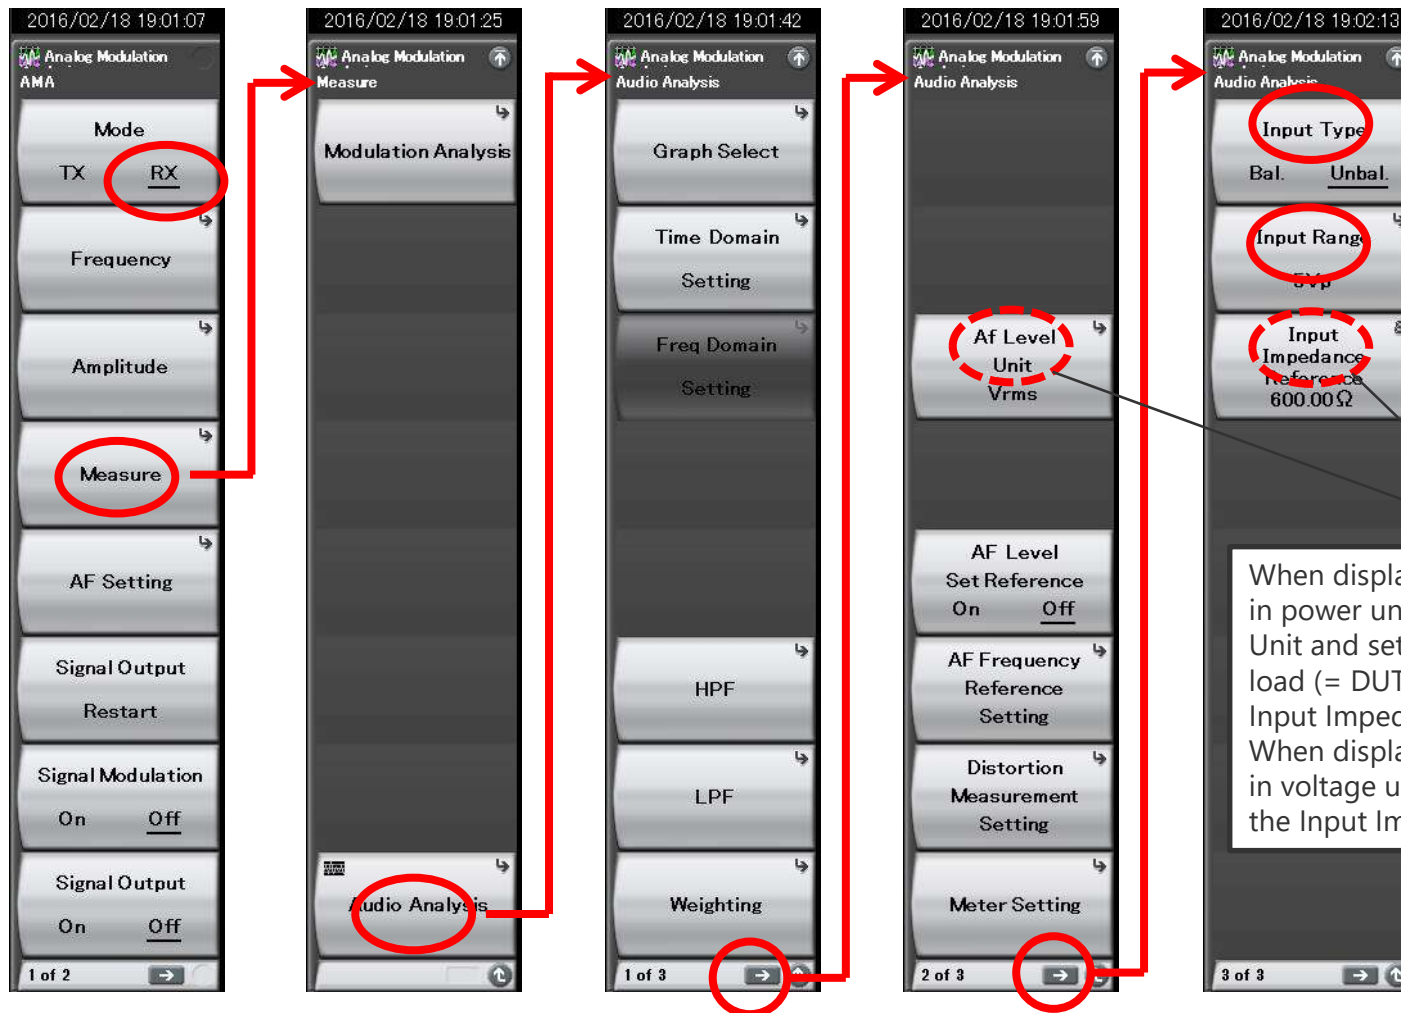 2016/02/18 19:01:07
Analog Modulation
AMA
Mode
TX RX
Frequency
Amplitude
Measure
AF Setting
Signal Output
Restart
Signal Modulation
On Off
Signal Output
On Off
1 of 2
2016/02/18 19:01:25
Analog Modulation
Measure
Modulation Analysis
Audio Analysis
2016/02/18 19:01:42
Analog Modulation
Audio Analysis
Graph Select
Time Domain
Setting
Freq Domain
Setting
HPF
LPF
Weighting
1 of 3
2016/02/18 19:01:59
Analog Modulation
Audio Analysis
Af Level
Unit
Vrms
AF Level
Set Reference
On Off
AF Frequency
Reference
Setting
Distortion
Measurement
Setting
Meter Setting
2 of 3
2016/02/18 19:02:13
Analog Modulation
Audio Analysis
Input Type
Bal. Unbal.
Input Range
5Vp
Input
Impedance
Reference
600.00Ω
When displa
in power un
Unit and set
load (= DUT
Input Imped
When displa
in voltage u
the Input Im
3 of 3